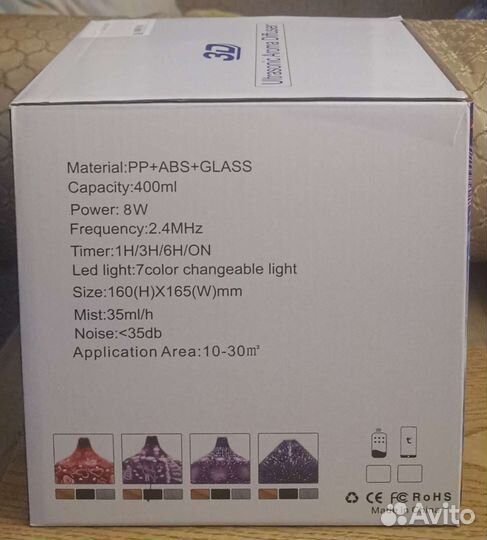 3D
Ultrasonic Aroma Diffuser
Material:PP+ABS+GLASS
Capacity:400ml
Power: 8W
Frequency:2.4MHz
Timer:1H/3H/6H/ON
Led light:7color changeable light
Size:160(H)X165(W)mm
Mist:35ml/h
Noise:<35db
Application Area:10-30m²
CE FC RoHS
Made in China
Avito